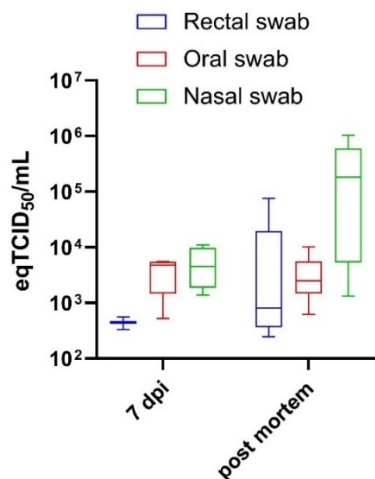 Rectal swab
Oral swab
Nasal swab
eqTCID₅₀/mL
10⁷
10⁶
10⁵
10⁴
10³
10²
7 dpi
post mortem